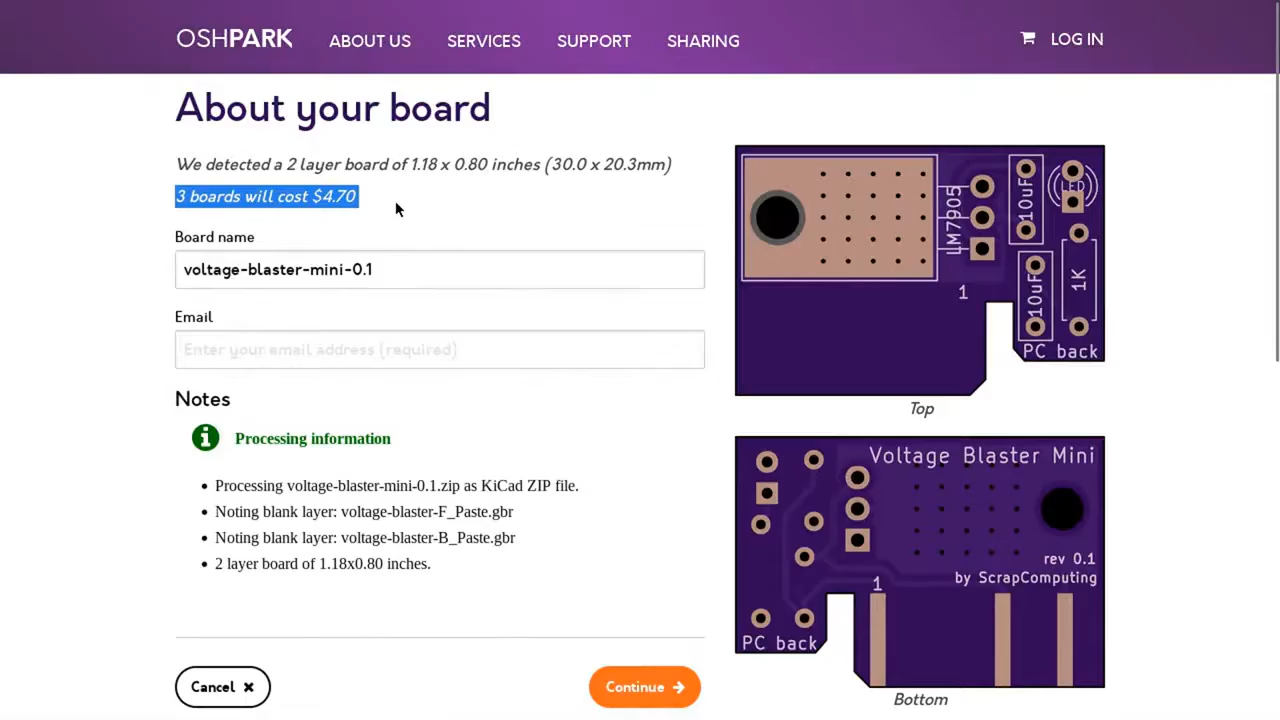 OSHPARK
ABOUT US
SERVICES
SUPPORT
SHARING
LOG IN
About your board
We detected a 2 layer board of 1.18 x 0.80 inches (30.0 x 20.3mm)
3 boards will cost $4.70
Board name
voltage-blaster-mini-0.1
Email
Enter your email address (required)
Notes
Processing information
Processing voltage-blaster-mini-0.1.zip as KiCad ZIP file.
Noting blank layer: voltage-blaster-F_Paste.gbr
Noting blank layer: voltage-blaster-B_Paste.gbr
2 layer board of 1.18x0.80 inches.
Cancel
Continue
LM7905
10uF
LED
10uF
1K
1
PC back
Top
Voltage Blaster Mini
rev 0.1
by ScrapComputing
1
PC back
Bottom